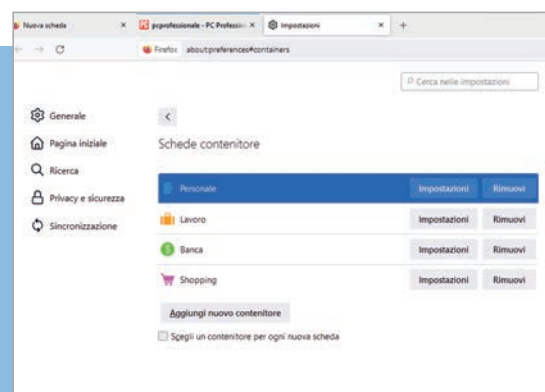 Nuova scheda
pcprofessionale - PC Professi
Impostazioni
Firefox about:preferences#containers
Cerca nelle impostazioni
Generale
Pagina iniziale
Ricerca
Privacy e sicurezza
Sincronizzazione
Schede contenitore
Personale Impostazioni Rimuovi
Lavoro Impostazioni Rimuovi
Banca Impostazioni Rimuovi
Shopping Impostazioni Rimuovi
Aggiungi nuovo contenitore
Scegli un contenitore per ogni nuova scheda